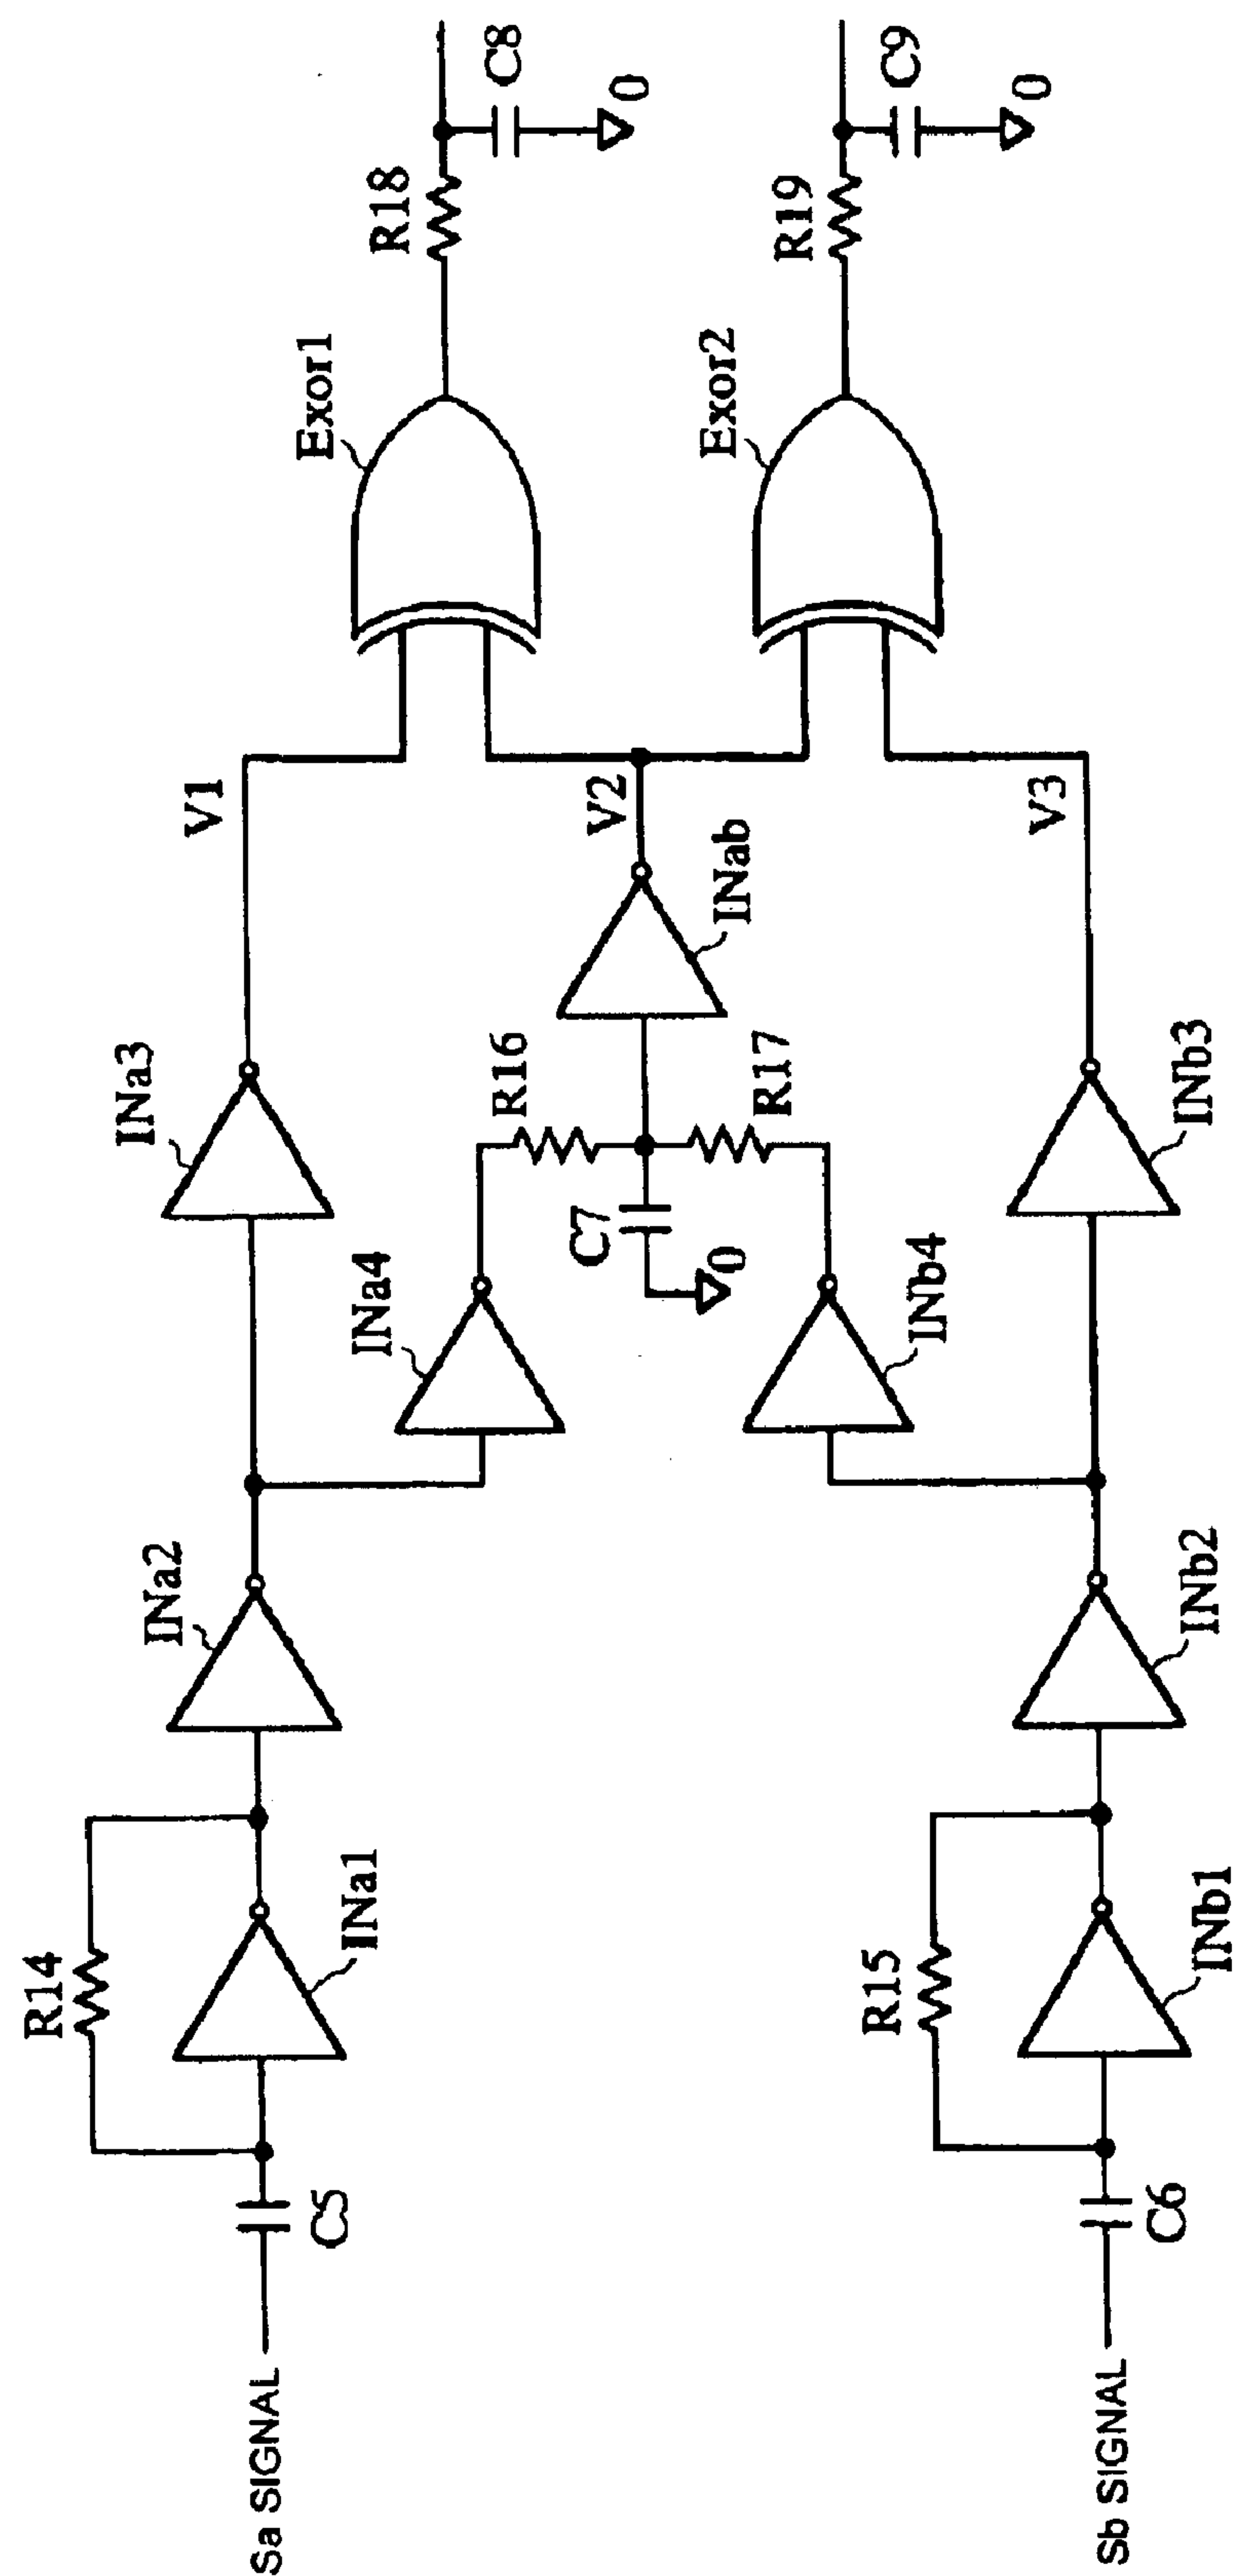 Sa SIGNAL
C5
R14
INa1
INa2
INa3
V1
INa4
R16
C7
0
R17
INb4
INab
V2
Exor1
R18
C8
0
Exor2
R19
C9
0
Sb SIGNAL
C6
R15
INb1
INb2
INb3
V3